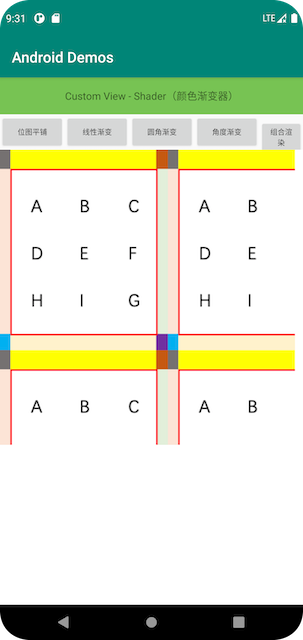 9:31 LTE
Android Demos
Custom View - Shader（颜色渐变器）
位图平铺 线性渐变 圆角渐变 角度渐变 组合渲
染
A B C A B
D E F D E
H I G H I
A B C A B